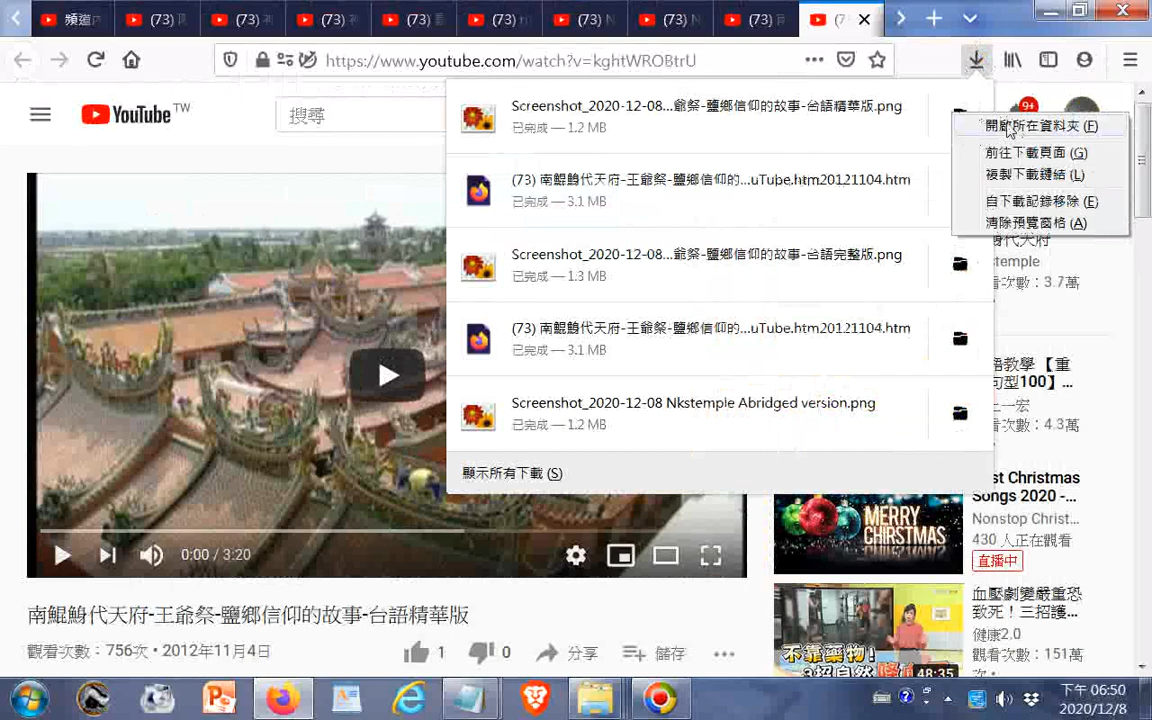 頻道
(73)
(73)
(73)
(73)
(73)
(73)
(73)
(73)
https://www.youtube.com/watch?v=kghtWROBtrU
YouTube TW
搜尋
9+
Screenshot_2020-12-08...爺祭-鹽鄉信仰的故事-台語精華版.png
已完成 — 1.2 MB
(73) 南鯤鯓代天府-王爺祭-鹽鄉信仰的...uTube.htm20121104.htm
已完成 — 3.1 MB
Screenshot_2020-12-08...爺祭-鹽鄉信仰的故事-台語完整版.png
已完成 — 1.3 MB
(73) 南鯤鯓代天府-王爺祭-鹽鄉信仰的...uTube.htm20121104.htm
已完成 — 3.1 MB
Screenshot_2020-12-08 Nkstemple Abridged version.png
已完成 — 1.2 MB
顯示所有下載 (S)
開啟所在資料夾 (F)
前往下載頁面 (G)
複製下載鏈結 (L)
自下載記錄移除 (E)
清除預覽窗格 (A)
代天府
stemple
看次數：3.7萬
語教學【重
句型100】...
上一宏
看次數：4.3萬
st Christmas
Songs 2020 -...
Nonstop Christ...
430 人正在觀看
直播中
MERRY
CHIRSTMAS
血壓劇變嚴重恐
致死！三招護...
健康2.0
觀看次數：151萬
不靠藥物!
48:35
0:00 / 3:20
南鯤鯓代天府-王爺祭-鹽鄉信仰的故事-台語精華版
觀看次數：756次 • 2012年11月4日
1
0
分享
儲存
下午 06:50
2020/12/8